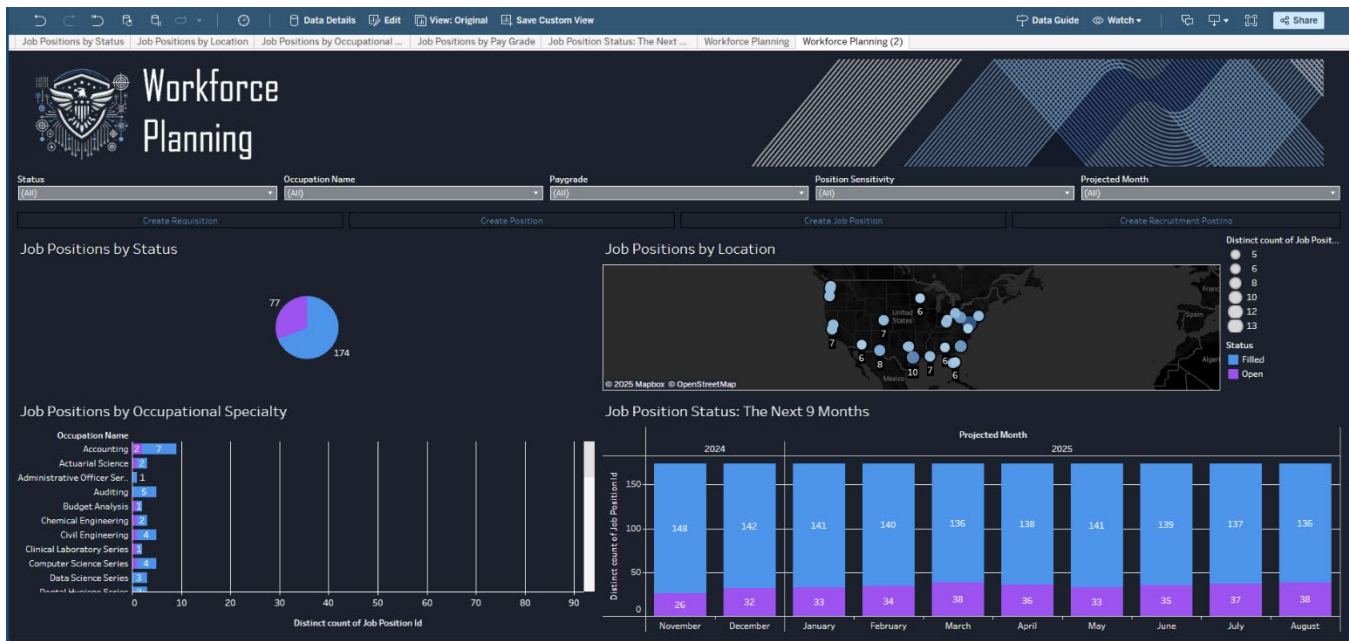 Data Details Edit View: Original Save Custom View Data Guide Watch Share
Job Positions by Status Job Positions by Location Job Positions by Occupational ... Job Positions by Pay Grade Job Position Status: The Next ... Workforce Planning Workforce Planning (2)
Workforce
Planning
Status Occupation Name Paygrade Position Sensitivity Projected Month
(All) (All) (All) (All) (All)
Create Requisition Create Position Create Job Position Create Recruitment Posting
Job Positions by Status
77
174
Job Positions by Location
United
States
Mexico
Spain
7
6
8
7
10
7
6
6
6
© 2025 Mapbox © OpenStreetMap
Distinct count of Job Posit...
5
6
8
10
12
13
Status
Filled
Open
Job Positions by Occupational Specialty
Occupation Name
Accounting 2 7
Actuarial Science 2
Administrative Officer Ser.. 1
Auditing 5
Budget Analysis 1
Chemical Engineering 2
Civil Engineering 4
Clinical Laboratory Series 1
Computer Science Series 4
Data Science Series 3
Dental Hygiene Series
0 10 20 30 40 50 60 70 80 90
Distinct count of Job Position Id
Job Position Status: The Next 9 Months
Projected Month
2024 2025
Distinct count of Job Position Id
150
100
50
0
148 142 141 140 136 138 141 139 137 136
26 32 33 34 38 36 33 35 37 38
November December January February March April May June July August